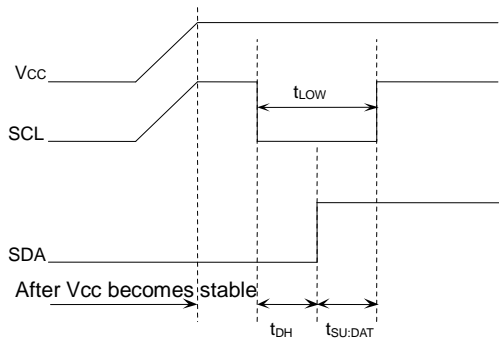 Vcc
tLOW
SCL
SDA
After Vcc becomes stable
tDH
tSU;DAT